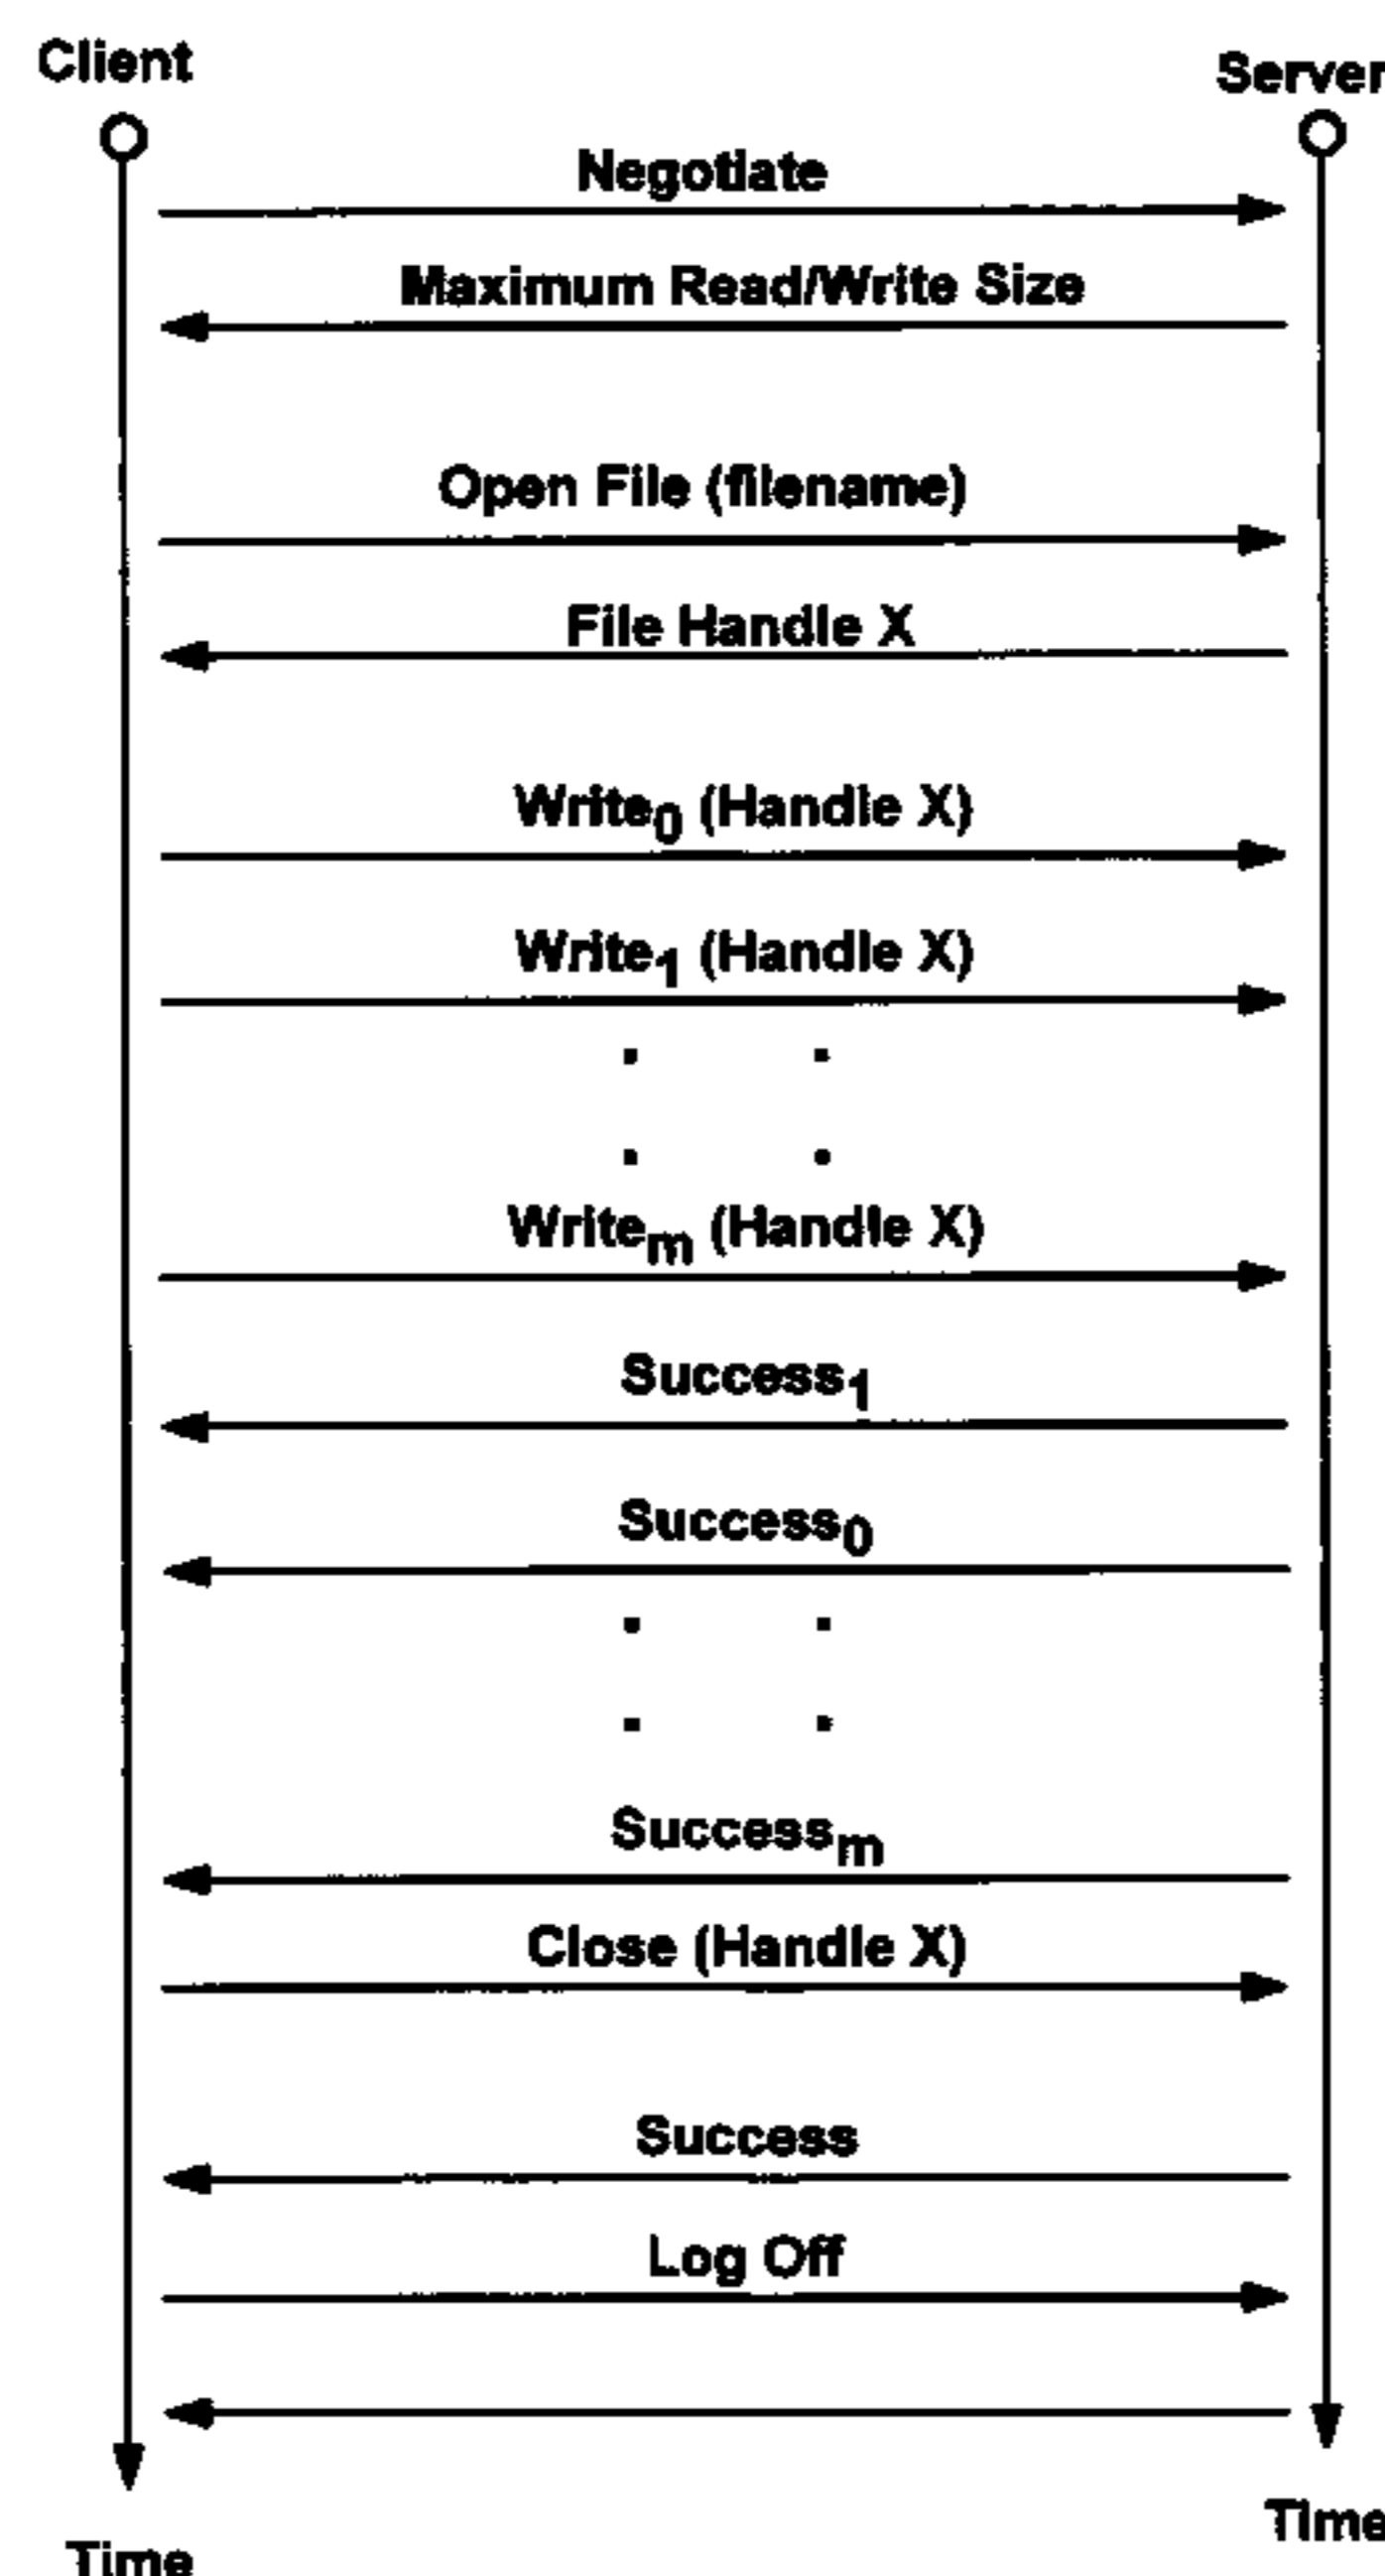 Client
Server
Negotiate
Maximum Read/Write Size
Open File (filename)
File Handle X
Write0 (Handle X)
Write1 (Handle X)
Writem (Handle X)
Success1
Success0
Successm
Close (Handle X)
Success
Log Off
Time
Time